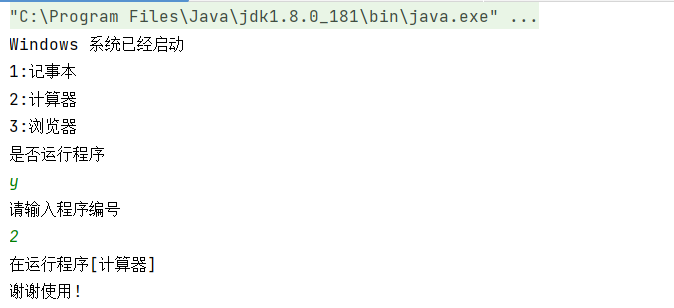 "C:\Program Files\Java\jdk1.8.0_181\bin\java.exe" ...
Windows 系统已经启动
1:记事本
2:计算器
3:浏览器
是否运行程序
y
请输入程序编号
2
在运行程序[计算器]
谢谢使用!